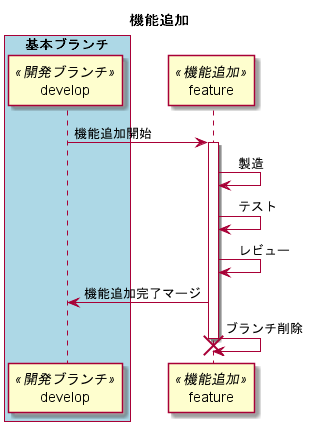 機能追加
基本ブランチ
«開発ブランチ»
develop
«機能追加»
feature
機能追加開始
製造
テスト
レビュー
機能追加完了マージ
ブランチ削除
«開発ブランチ»
develop
«機能追加»
feature